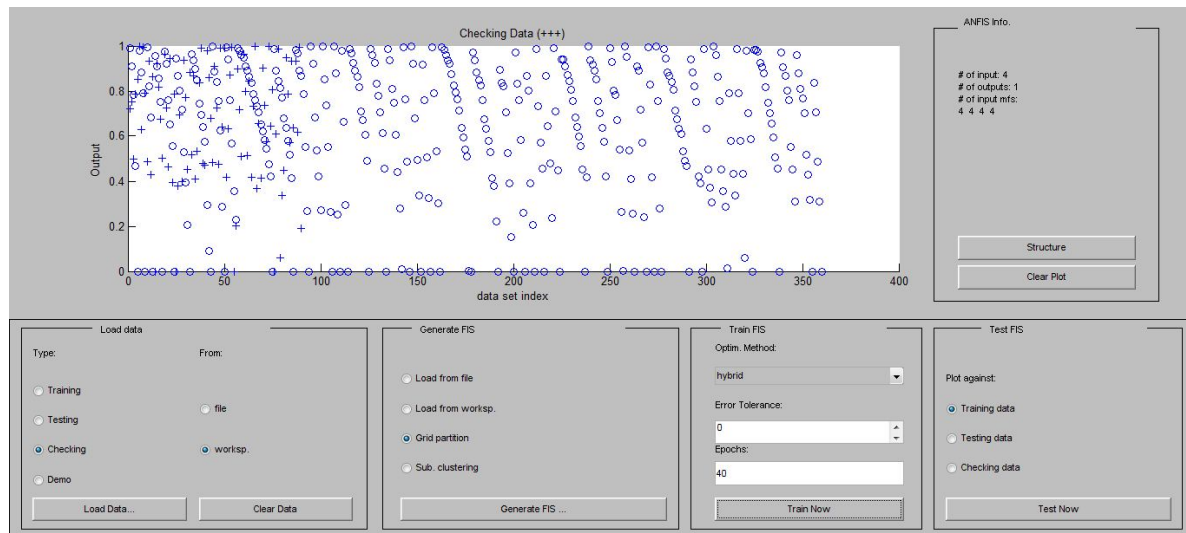 Checking Data (+++)
Output
1
0.8
0.6
0.4
0.2
0
0 50 100 150 200 250 300 350 400
data set index
ANFIS Info.
# of input: 4
# of outputs: 1
# of input mfs:
4 4 4 4
Structure
Clear Plot
Load data
Type:
From:
Training
Testing
Checking
Demo
file
worksp.
Load Data...
Clear Data
Generate FIS
Load from file
Load from worksp.
Grid partition
Sub. clustering
Generate FIS ...
Train FIS
Optim. Method:
hybrid
Error Tolerance:
0
Epochs:
40
Train Now
Test FIS
Plot against:
Training data
Testing data
Checking data
Test Now